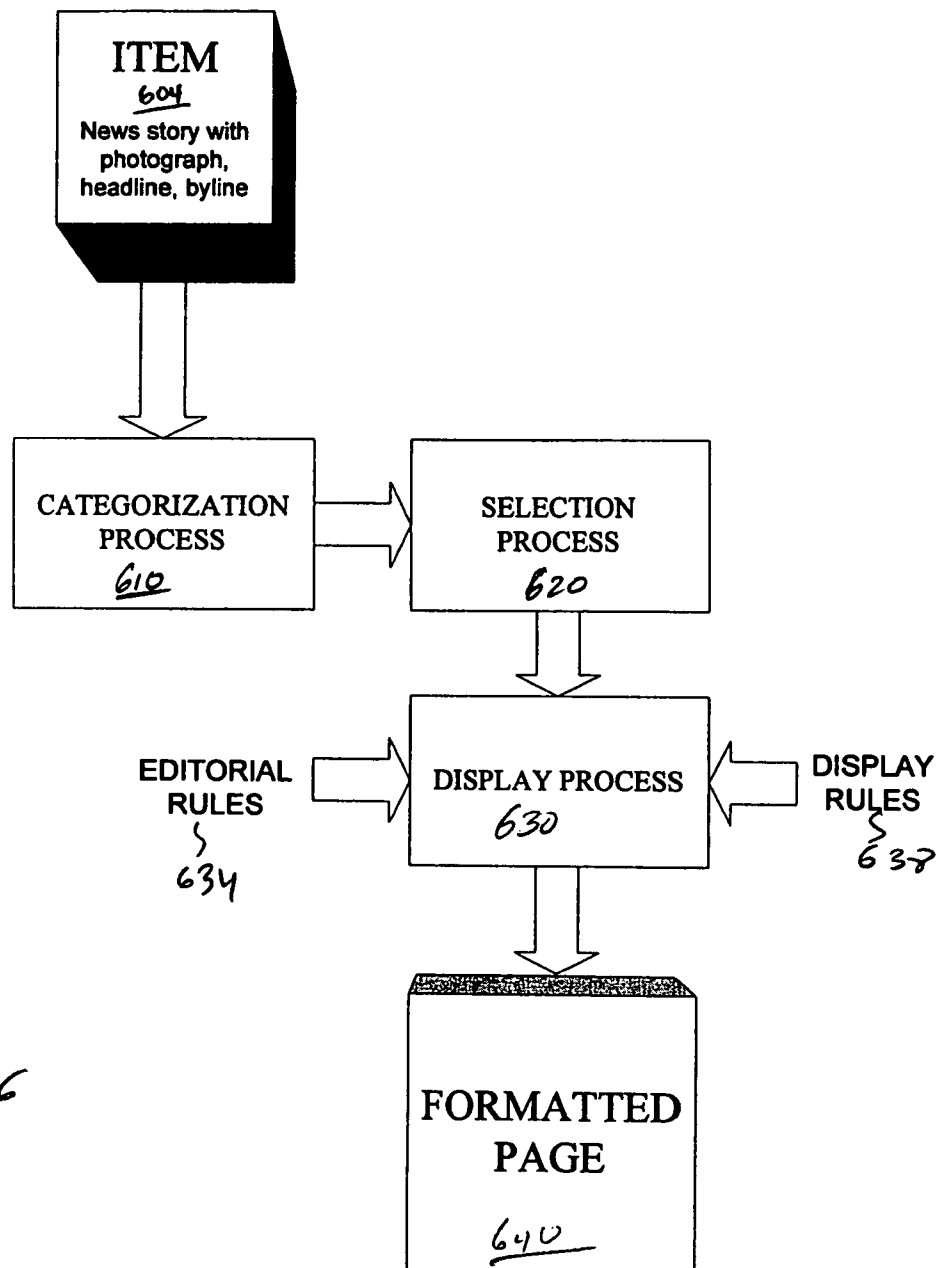 ITEM
604
News story with
photograph,
headline, byline
CATEGORIZATION
PROCESS
610
SELECTION
PROCESS
620
EDITORIAL
RULES
634
DISPLAY PROCESS
630
DISPLAY
RULES
638
6
FORMATTED
PAGE
640